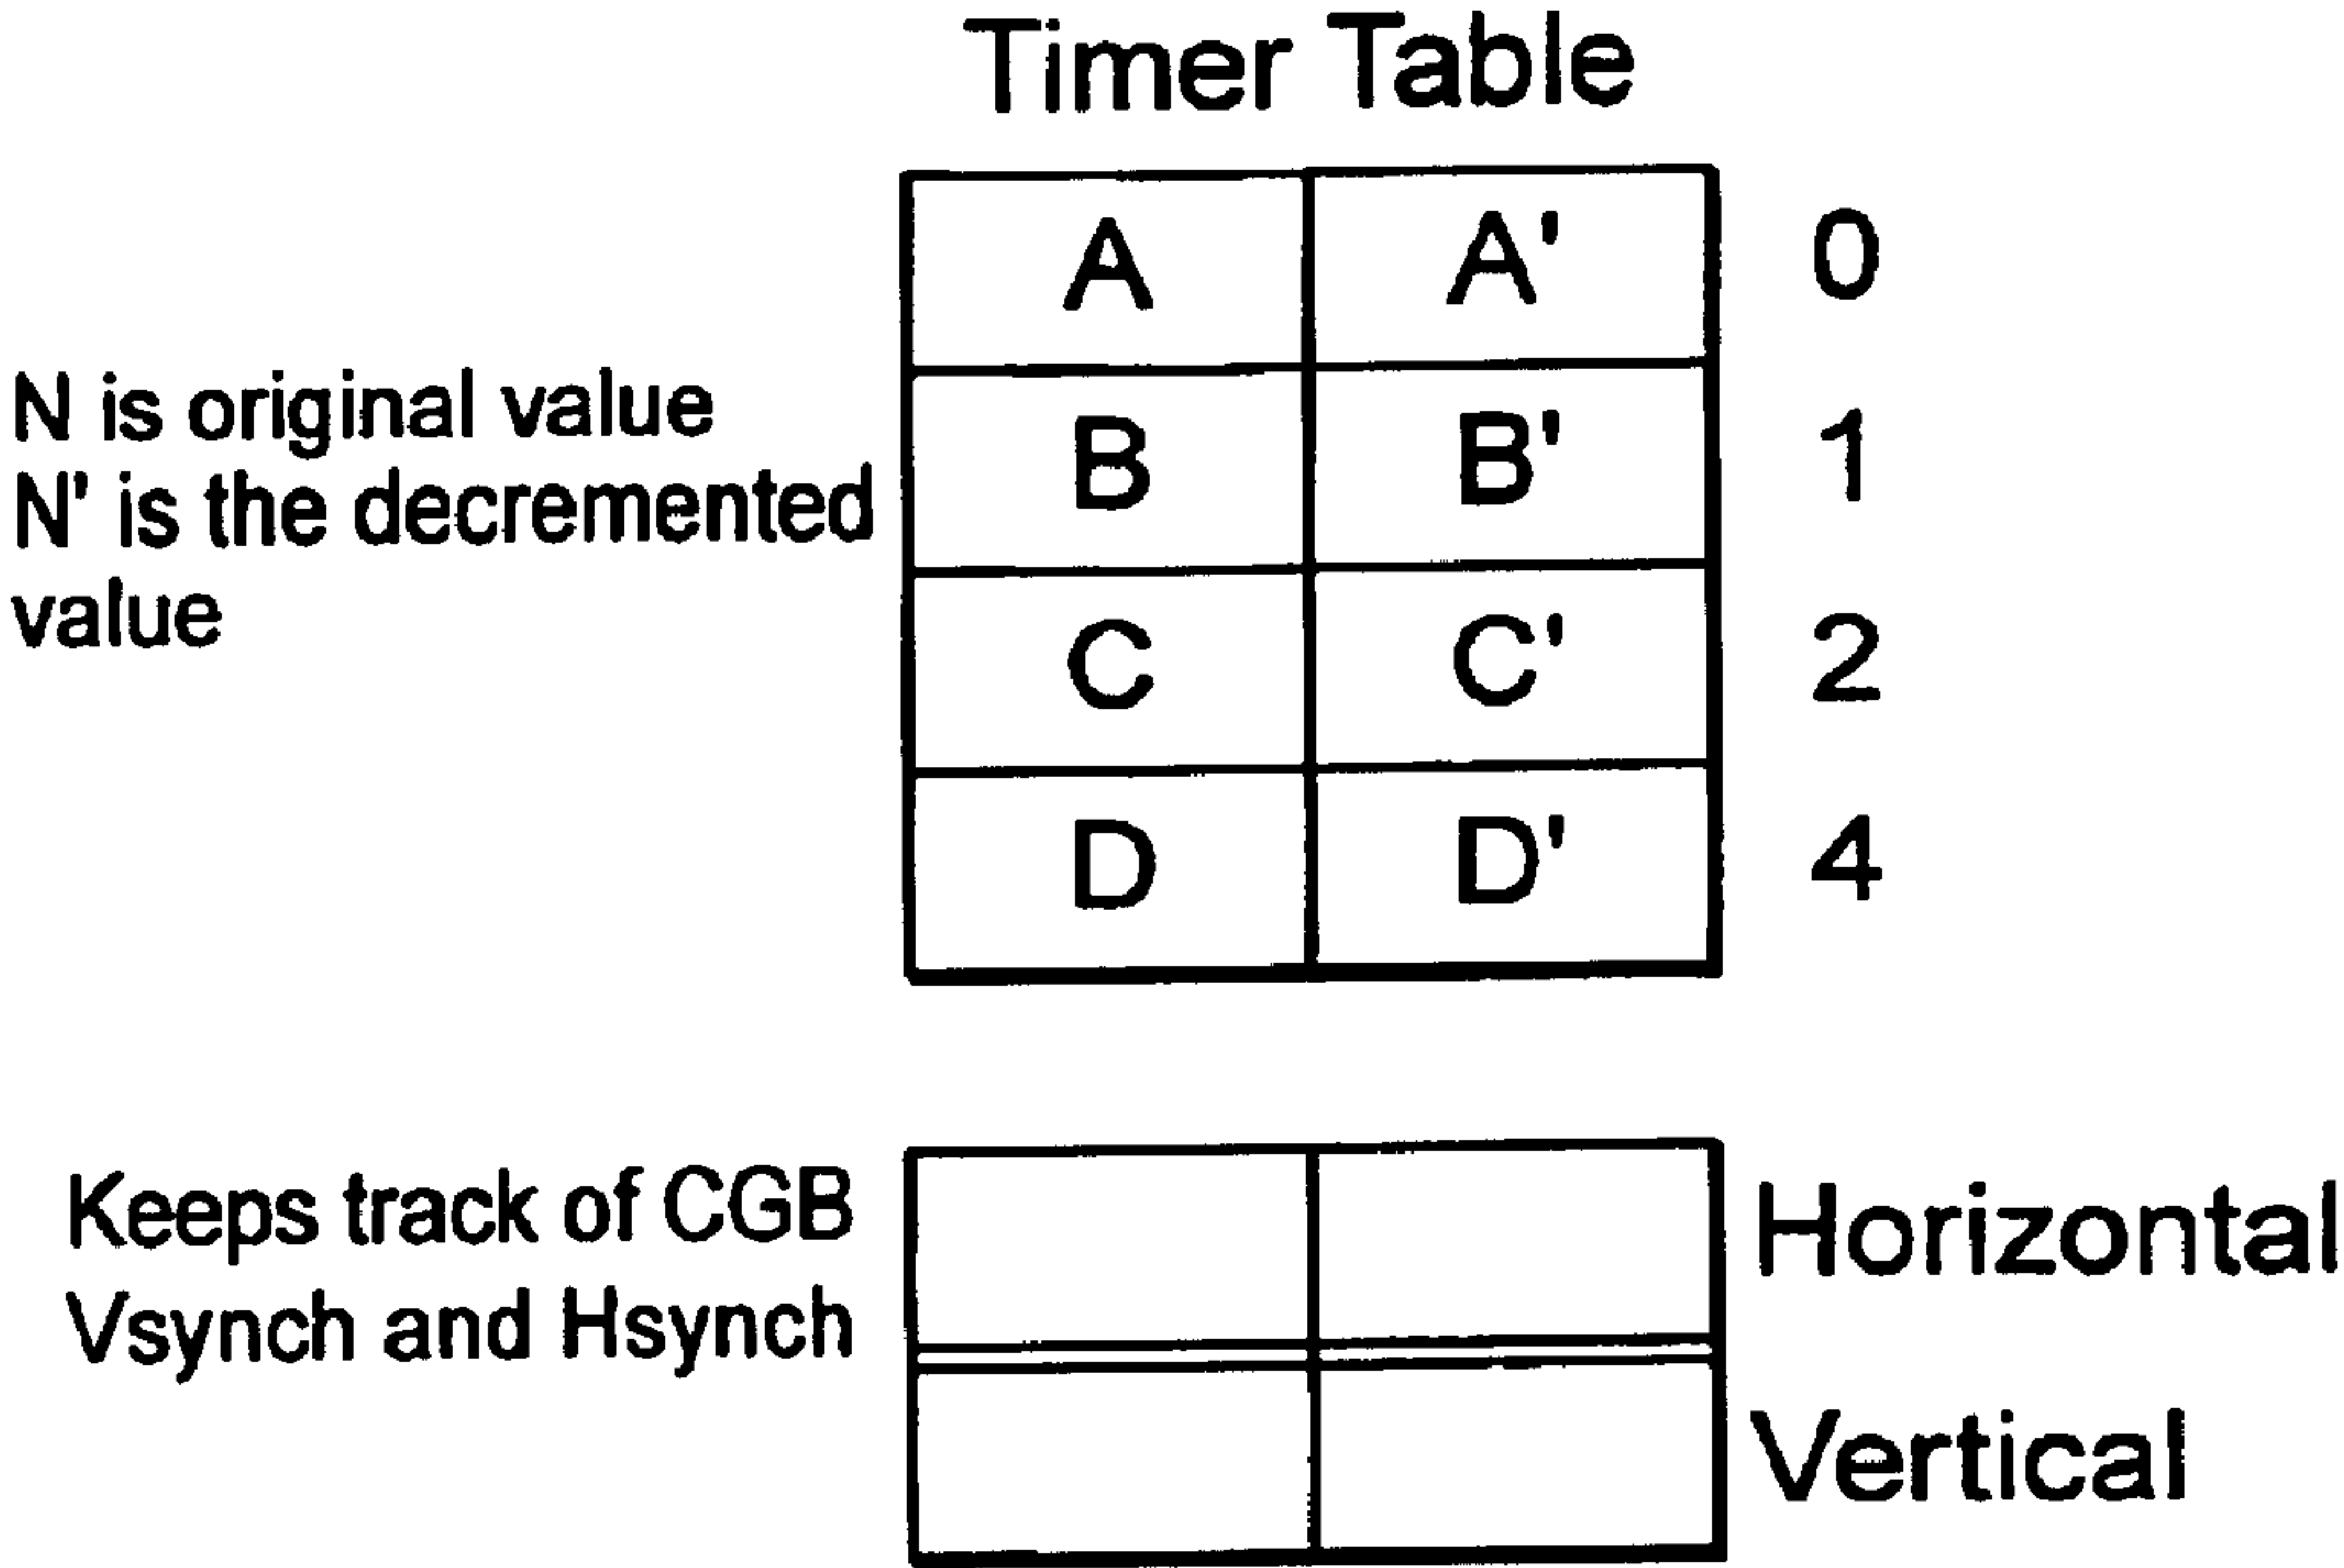 Timer Table
A A' 0
N is original value
B B' 1
N' is the decremented
value
C C' 2
D D' 4
Keeps track of CGB
Horizontal
Vsynch and Hsynch
Vertical